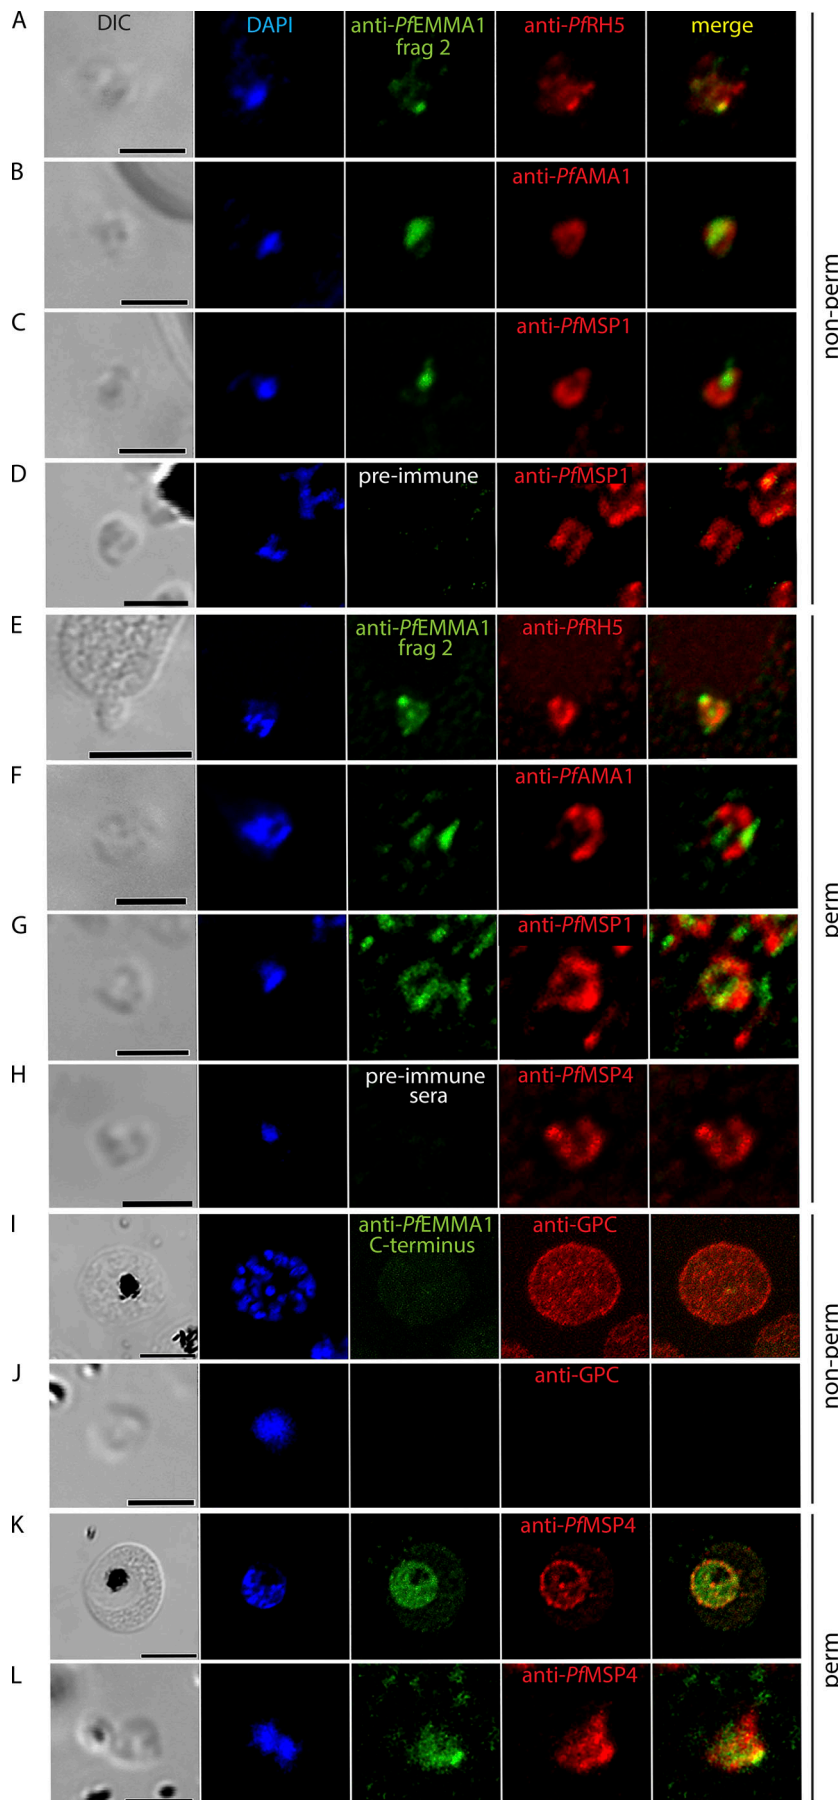 A
DIC
DAPI
anti-PfEMMA1
frag 2
anti-PfRH5
merge
B
anti-PfAMA1
C
anti-PfMSP1
D
pre-immune
anti-PfMSP1
non-perm
E
anti-PfEMMA1
frag 2
anti-PfRH5
F
anti-PfAMA1
G
anti-PfMSP1
H
pre-immune
sera
anti-PfMSP4
perm
I
anti-PfEMMA1
C-terminus
anti-GPC
J
anti-GPC
non-perm
K
anti-PfMSP4
L
anti-PfMSP4
perm